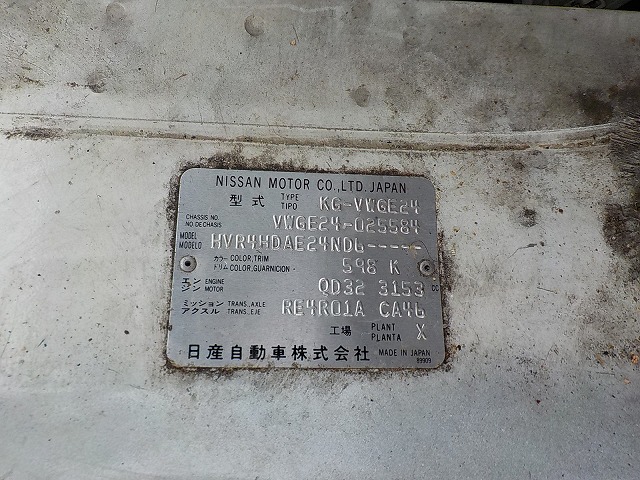 NISSAN MOTOR CO., LTD. JAPAN
型式 TYPE TIPO KG-VWGE24
CHASSIS NO. NO. DECHASIS VWGE24-025584
MODEL MODELO HVR4HDAE24NDL-----
カラー トリム COLOR,TRIM COLOR,GUARNICION 598 K
エンジン ENGINE MOTOR QD32 3153 CC
ミッション アクスル TRANS.,AXLE TRANS.,EJE RE4R01A CA46
工場 PLANT PLANTA X
日産自動車株式会社 MADE IN JAPAN
89909